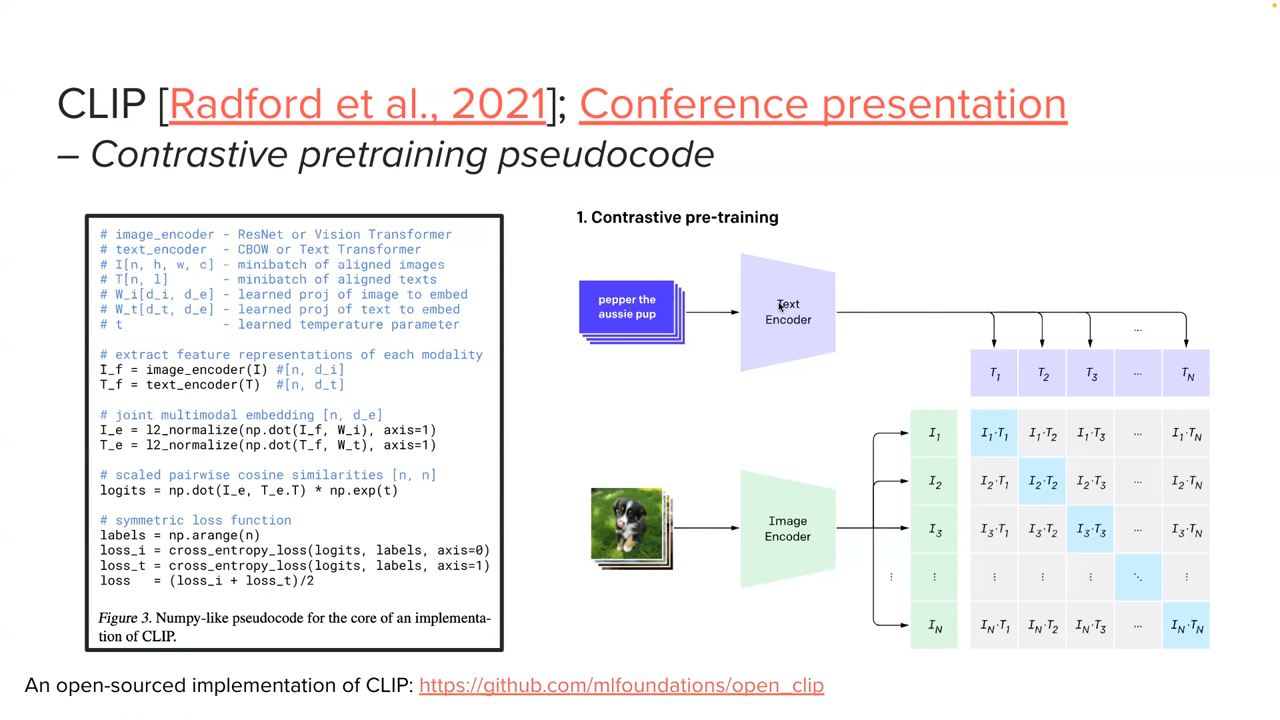 CLIP [Radford et al., 2021]; Conference presentation
– Contrastive pretraining pseudocode
# image_encoder - ResNet or Vision Transformer
# text_encoder - CBOW or Text Transformer
# I[n, h, w, c] - minibatch of aligned images
# T[n, l] - minibatch of aligned texts
# W_i[d_i, d_e] - learned proj of image to embed
# W_t[d_t, d_e] - learned proj of text to embed
# t - learned temperature parameter
# extract feature representations of each modality
I_f = image_encoder(I) #[n, d_i]
T_f = text_encoder(T) #[n, d_t]
# joint multimodal embedding [n, d_e]
I_e = l2_normalize(np.dot(I_f, W_i), axis=1)
T_e = l2_normalize(np.dot(T_f, W_t), axis=1)
# scaled pairwise cosine similarities [n, n]
logits = np.dot(I_e, T_e.T) * np.exp(t)
# symmetric loss function
labels = np.arange(n)
loss_i = cross_entropy_loss(logits, labels, axis=0)
loss_t = cross_entropy_loss(logits, labels, axis=1)
loss = (loss_i + loss_t)/2
Figure 3. Numpy-like pseudocode for the core of an implementa-
tion of CLIP.
1. Contrastive pre-training
pepper the
aussie pup
Text
Encoder
...
T1 T2 T3 ... TN
I1 I1·T1 I1·T2 I1·T3 ... I1·TN
I2 I2·T1 I2·T2 I2·T3 ... I2·TN
Image
Encoder
I3 I3·T1 I3·T2 I3·T3 ... I3·TN
⋮ ⋮ ⋮ ⋮ ⋮ ⋱ ⋮
IN IN·T1 IN·T2 IN·T3 ... IN·TN
An open-sourced implementation of CLIP: https://github.com/mlfoundations/open_clip